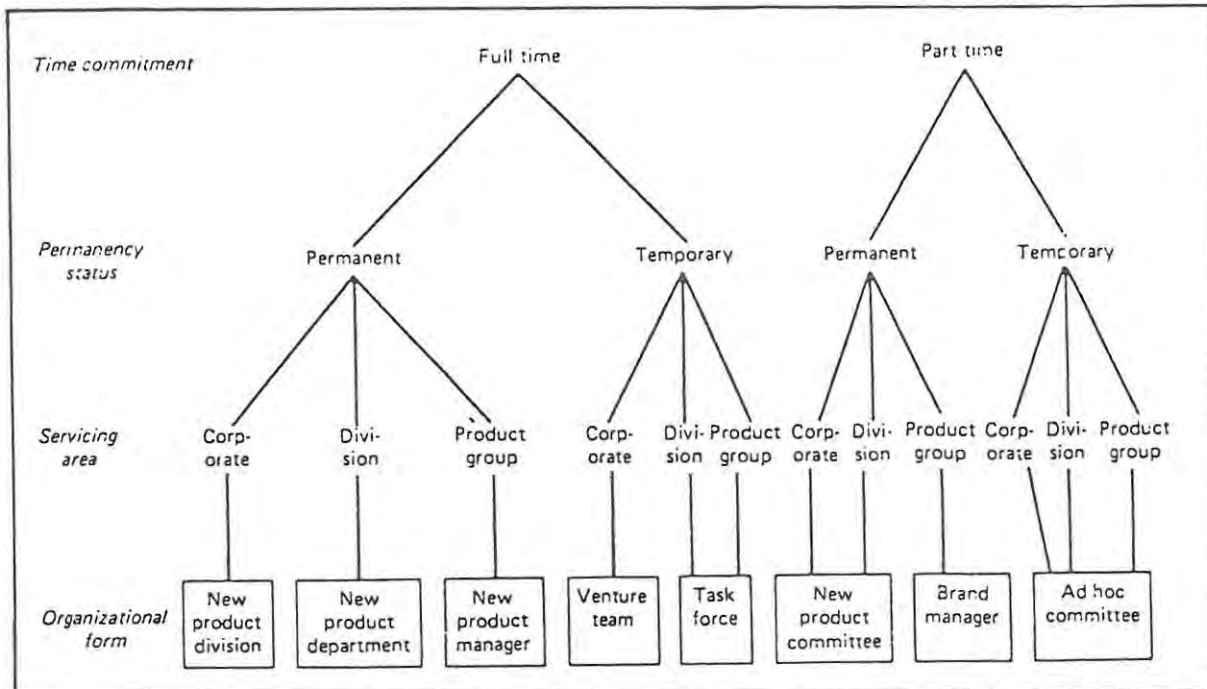 Time commitment
Full time
Part time
Permanency
status
Permanent
Temporary
Permanent
Temporary
Servicing
area
Corp-
orate
Divi-
sion
Product
group
Corp-
orate
Divi-
sion
Product
group
Corp-
orate
Divi-
sion
Product
group
Corp-
orate
Divi-
sion
Product
group
Organizational
form
New
product
division
New
product
department
New
product
manager
Venture
team
Task
force
New
product
committee
Brand
manager
Ad hoc
committee